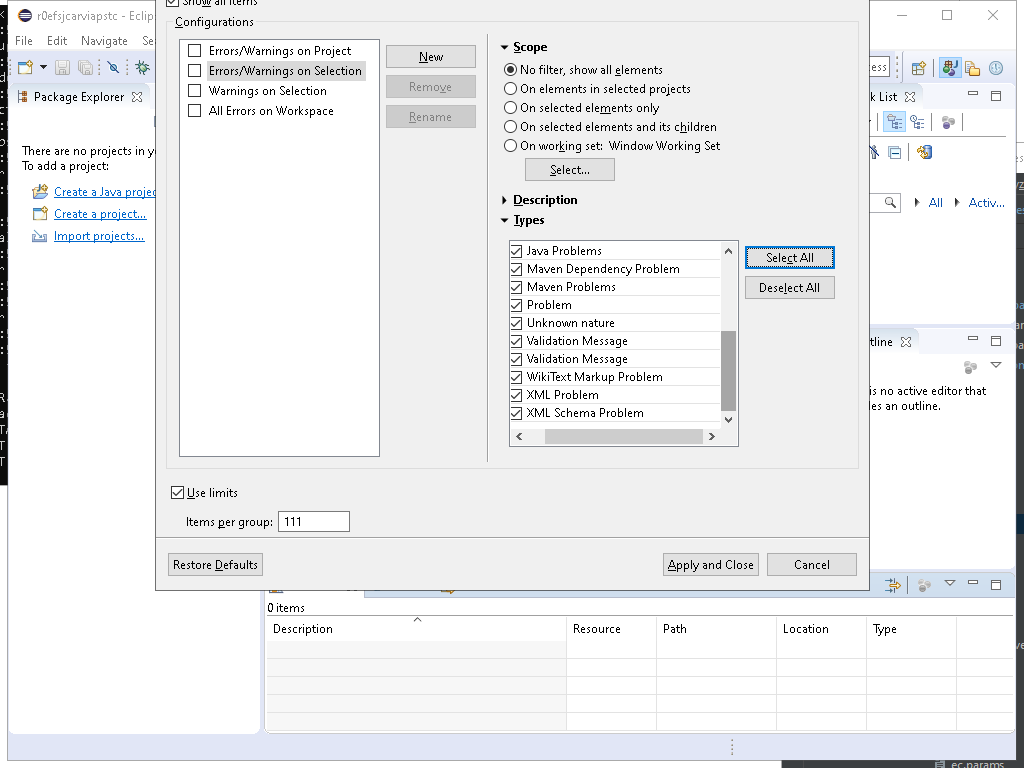 r0efsjcarviapstc - Eclips
Show all items
File Edit Navigate Se
Configurations
Errors/Warnings on Project
Errors/Warnings on Selection
Warnings on Selection
All Errors on Workspace
New
Remove
Rename
Scope
No filter, show all elements
On elements in selected projects
On selected elements only
On selected elements and its children
On working set: Window Working Set
Select...
Description
Types
Java Problems
Maven Dependency Problem
Maven Problems
Problem
Unknown nature
Validation Message
Validation Message
WikiText Markup Problem
XML Problem
XML Schema Problem
Select All
Deselect All
Use limits
Items per group: 111
Restore Defaults
Apply and Close
Cancel
Package Explorer
There are no projects in y
To add a project:
Create a Java projec
Create a project...
Import projects...
ess
k List
All
Activ...
tline
is no active editor that
des an outline.
0 items
Description Resource Path Location Type
ec.params